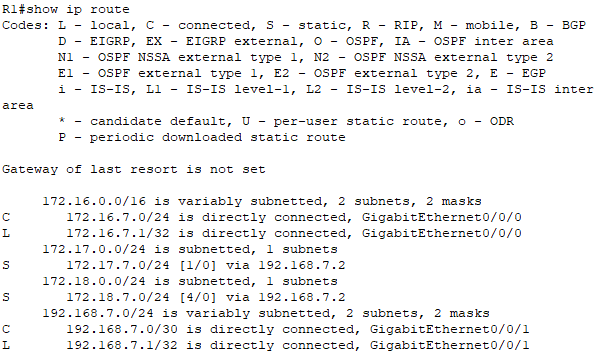 R1#show ip route
Codes: L - local, C - connected, S - static, R - RIP, M - mobile, B - BGP
D - EIGRP, EX - EIGRP external, O - OSPF, IA - OSPF inter area
N1 - OSPF NSSA external type 1, N2 - OSPF NSSA external type 2
E1 - OSPF external type 1, E2 - OSPF external type 2, E - EGP
i - IS-IS, L1 - IS-IS level-1, L2 - IS-IS level-2, ia - IS-IS inter
area
* - candidate default, U - per-user static route, o - ODR
P - periodic downloaded static route
Gateway of last resort is not set
172.16.0.0/16 is variably subnetted, 2 subnets, 2 masks
C 172.16.7.0/24 is directly connected, GigabitEthernet0/0/0
L 172.16.7.1/32 is directly connected, GigabitEthernet0/0/0
172.17.0.0/24 is subnetted, 1 subnets
S 172.17.7.0/24 [1/0] via 192.168.7.2
172.18.0.0/24 is subnetted, 1 subnets
S 172.18.7.0/24 [4/0] via 192.168.7.2
192.168.7.0/24 is variably subnetted, 2 subnets, 2 masks
C 192.168.7.0/30 is directly connected, GigabitEthernet0/0/1
L 192.168.7.1/32 is directly connected, GigabitEthernet0/0/1